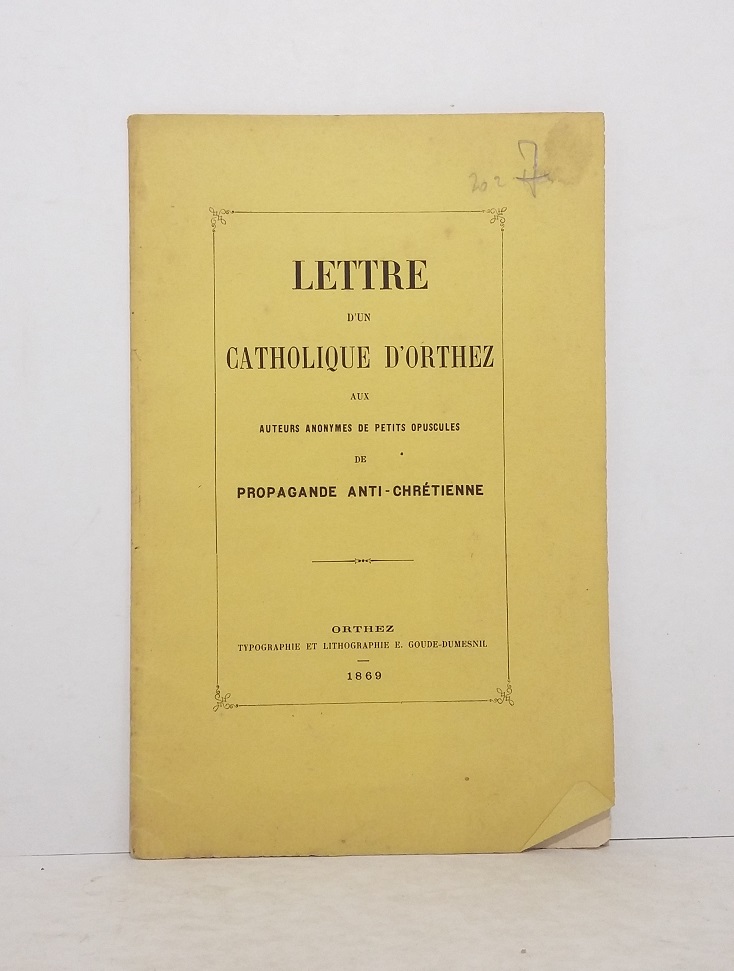 LETTRE
D'UN
CATHOLIQUE D'ORTHEZ
AUX
AUTEURS ANONYMES DE PETITS OPUSCULES
DE
PROPAGANDE ANTI-CHRÉTIENNE
ORTHEZ
TYPOGRAPHIE ET LITHOGRAPHIE E. GOUDE-DUMESNIL
1869